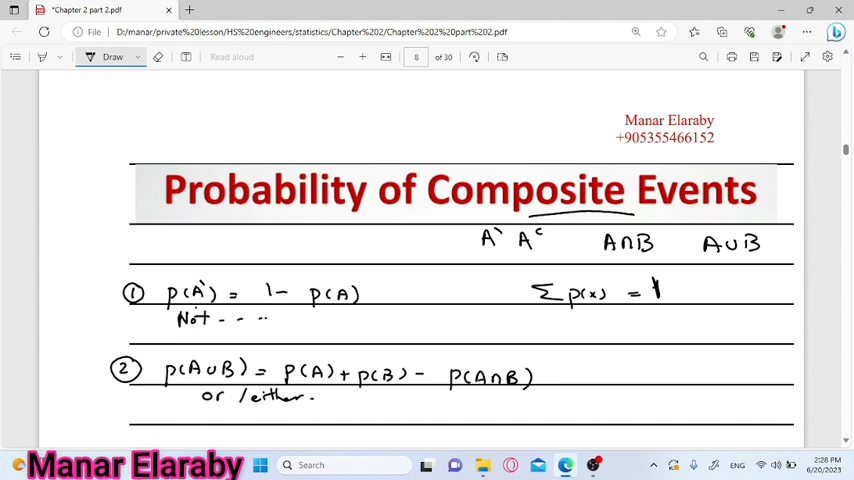 *Chapter 2 part 2.pdf
File
D:/manar/private%20lesson/HS%20engineers/statistics/Chapter%202/Chapter%202%20part%202.pdf
Draw
Read aloud
8 of 30
Manar Elaraby
+905355466152
Probability of Composite Events
A` Aᶜ A∩B A∪B
① p(A`) = 1 - p(A) Σ p(x) = 1
Not - - --
② p(A∪B) = p(A) + p(B) - p(A∩B)
or / either.
Manar Elaraby
Search
ENG
2:28 PM
6/20/2023